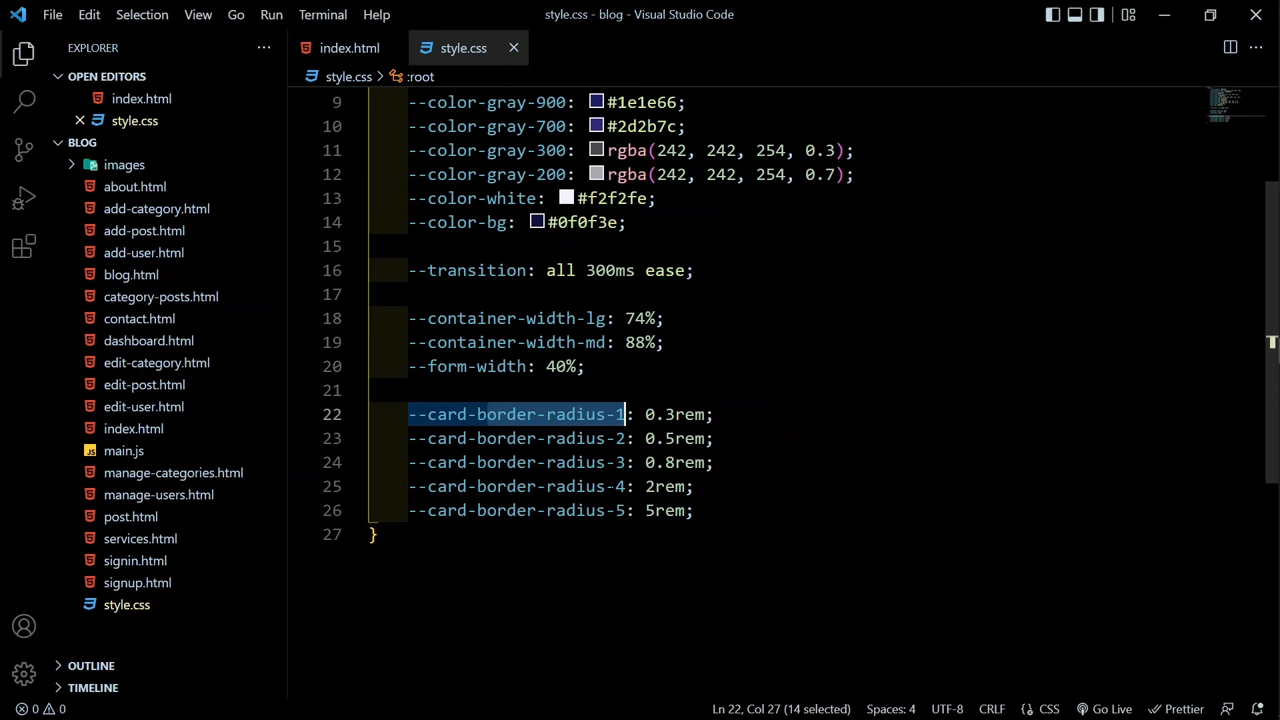 File Edit Selection View Go Run Terminal Help
style.css - blog - Visual Studio Code
EXPLORER
OPEN EDITORS
index.html
style.css
BLOG
images
about.html
add-category.html
add-post.html
add-user.html
blog.html
category-posts.html
contact.html
dashboard.html
edit-category.html
edit-post.html
edit-user.html
index.html
main.js
manage-categories.html
manage-users.html
post.html
services.html
signin.html
signup.html
style.css
OUTLINE
TIMELINE
index.html style.css
style.css > :root
9 --color-gray-900: #1e1e66;
10 --color-gray-700: #2d2b7c;
11 --color-gray-300: rgba(242, 242, 254, 0.3);
12 --color-gray-200: rgba(242, 242, 254, 0.7);
13 --color-white: #f2f2fe;
14 --color-bg: #0f0f3e;
15
16 --transition: all 300ms ease;
17
18 --container-width-lg: 74%;
19 --container-width-md: 88%;
20 --form-width: 40%;
21
22 --card-border-radius-1: 0.3rem;
23 --card-border-radius-2: 0.5rem;
24 --card-border-radius-3: 0.8rem;
25 --card-border-radius-4: 2rem;
26 --card-border-radius-5: 5rem;
27 }
0 0 Ln 22, Col 27 (14 selected) Spaces: 4 UTF-8 CRLF {} CSS Go Live Prettier